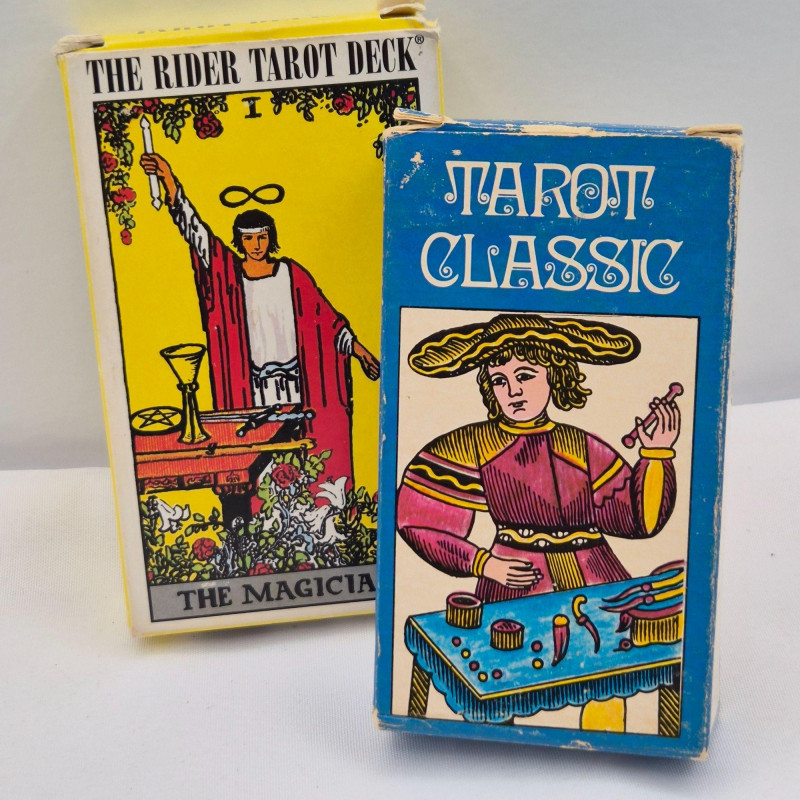 THE RIDER TAROT DECK®
I
THE MAGICIA
TAROT
CLASSIC